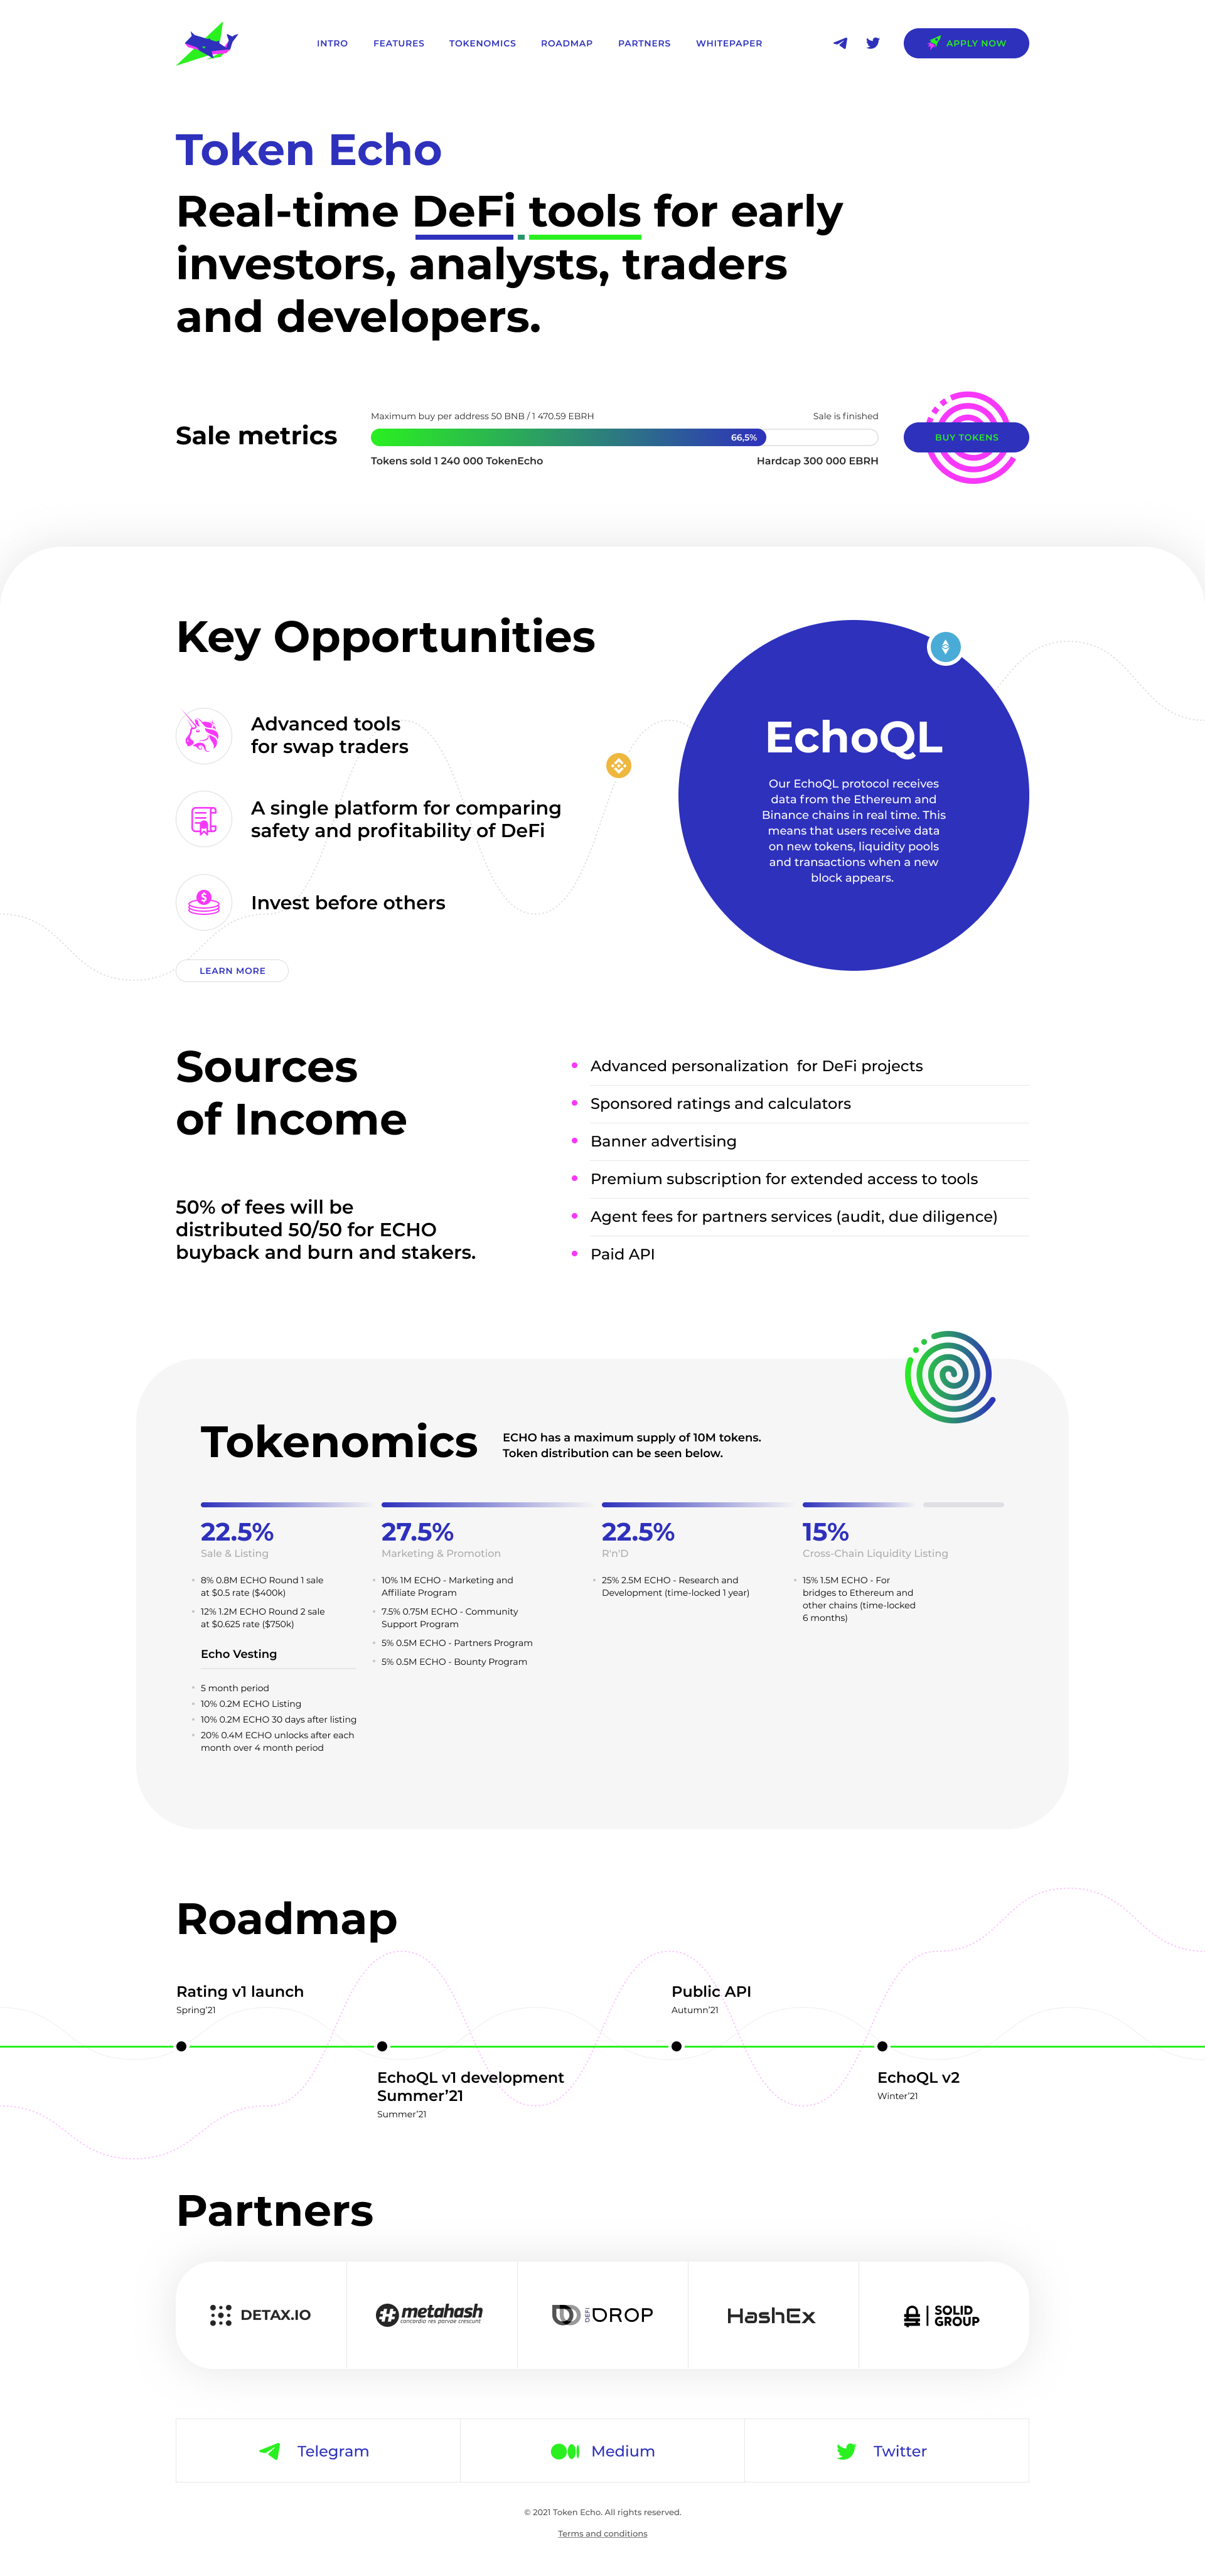 INTRO FEATURES TOKENOMICS ROADMAP PARTNERS WHITEPAPER APPLY NOW
Token Echo
Real-time DeFi tools for early
investors, analysts, traders
and developers.
Sale metrics
Maximum buy per address 50 BNB / 1 470.59 EBRH Sale is finished
66,5%
Tokens sold 1 240 000 TokenEcho Hardcap 300 000 EBRH
BUY TOKENS
Key Opportunities
Advanced tools
for swap traders
A single platform for comparing
safety and profitability of DeFi
Invest before others
LEARN MORE
EchoQL
Our EchoQL protocol receives
data from the Ethereum and
Binance chains in real time. This
means that users receive data
on new tokens, liquidity pools
and transactions when a new
block appears.
Sources
of Income
50% of fees will be
distributed 50/50 for ECHO
buyback and burn and stakers.
Advanced personalization for DeFi projects
Sponsored ratings and calculators
Banner advertising
Premium subscription for extended access to tools
Agent fees for partners services (audit, due diligence)
Paid API
Tokenomics
ECHO has a maximum supply of 10M tokens.
Token distribution can be seen below.
22.5%
Sale & Listing
8% 0.8M ECHO Round 1 sale
at $0.5 rate ($400k)
12% 1.2M ECHO Round 2 sale
at $0.625 rate ($750k)
Echo Vesting
5 month period
10% 0.2M ECHO Listing
10% 0.2M ECHO 30 days after listing
20% 0.4M ECHO unlocks after each
month over 4 month period
27.5%
Marketing & Promotion
10% 1M ECHO - Marketing and
Affiliate Program
7.5% 0.75M ECHO - Community
Support Program
5% 0.5M ECHO - Partners Program
5% 0.5M ECHO - Bounty Program
22.5%
R'n'D
25% 2.5M ECHO - Research and
Development (time-locked 1 year)
15%
Cross-Chain Liquidity Listing
15% 1.5M ECHO - For
bridges to Ethereum and
other chains (time-locked
6 months)
Roadmap
Rating v1 launch
Spring’21
EchoQL v1 development
Summer’21
Summer’21
Public API
Autumn’21
EchoQL v2
Winter’21
Partners
DETAX.IO
metahash
concordia res parvae crescunt
DEFI DROP
HashEx
SOLID
GROUP
Telegram Medium Twitter
© 2021 Token Echo. All rights reserved.
Terms and conditions